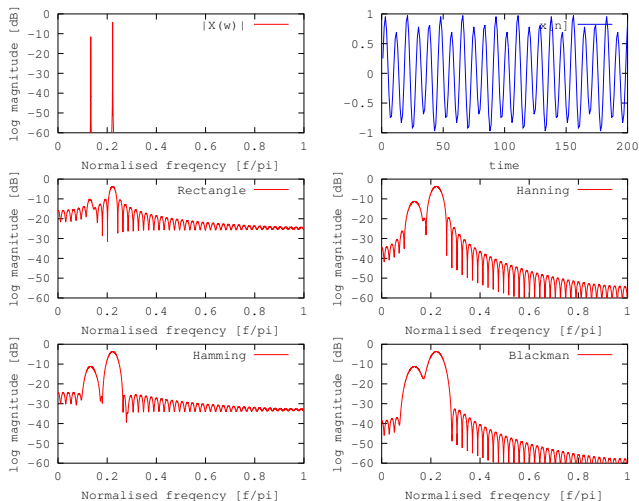 log magnitude [dB]
0
-10
-20
-30
-40
-50
-60
|X(w)|
0 0.2 0.4 0.6 0.8 1
Normalised freqency [f/pi]
1
0.5
0
-0.5
-1
x[n]
0 50 100 150 200
time
log magnitude [dB]
0
-10
-20
-30
-40
-50
-60
Rectangle
0 0.2 0.4 0.6 0.8 1
Normalised freqency [f/pi]
log magnitude [dB]
0
-10
-20
-30
-40
-50
-60
Hanning
0 0.2 0.4 0.6 0.8 1
Normalised freqency [f/pi]
log magnitude [dB]
0
-10
-20
-30
-40
-50
-60
Hamming
0 0.2 0.4 0.6 0.8 1
Normalised freqency [f/pi]
log magnitude [dB]
0
-10
-20
-30
-40
-50
-60
Blackman
0 0.2 0.4 0.6 0.8 1
Normalised freqency [f/pi]